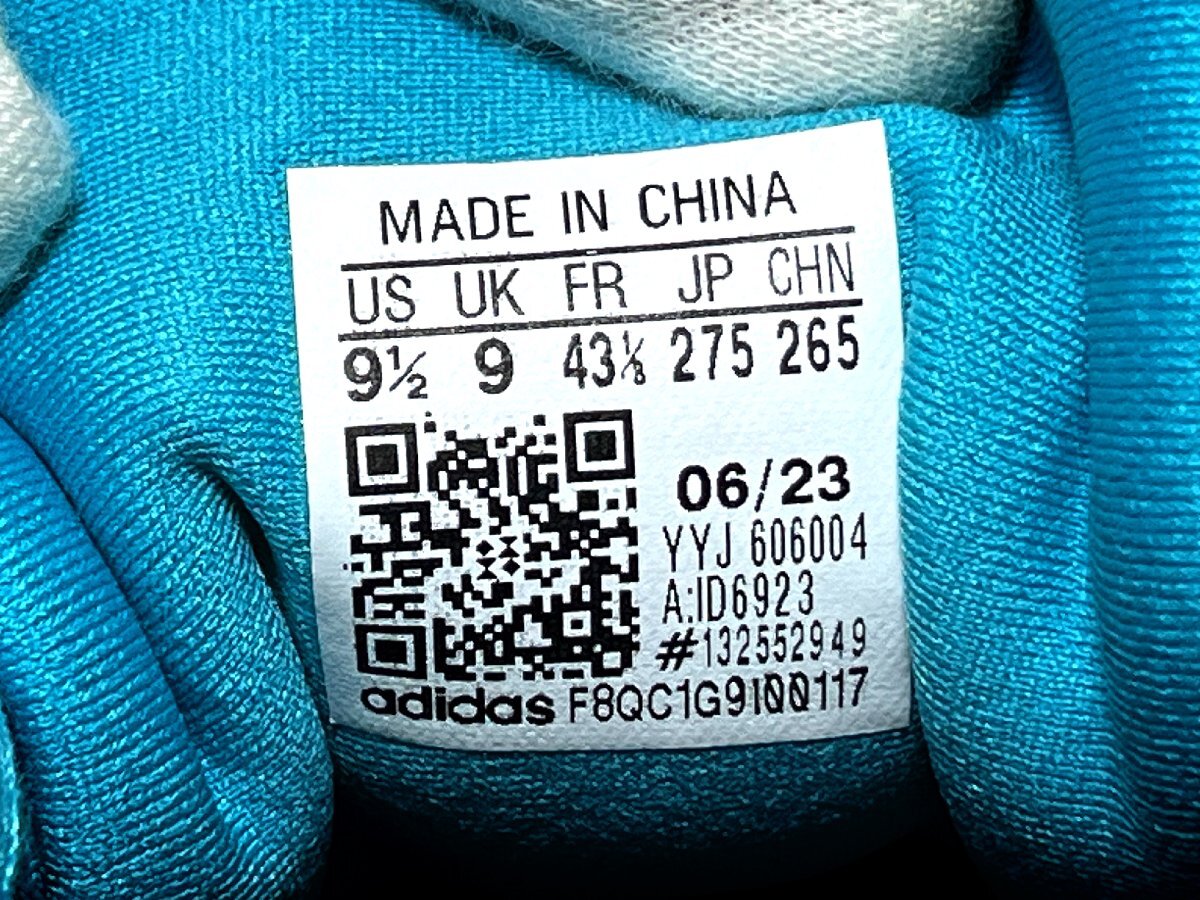 MADE IN CHINA
US UK FR JP CHN
9½ 9 43⅓ 275 265
06/23
YYJ 606004
A:ID6923
#132552949
adidas F8QC1G9I00117